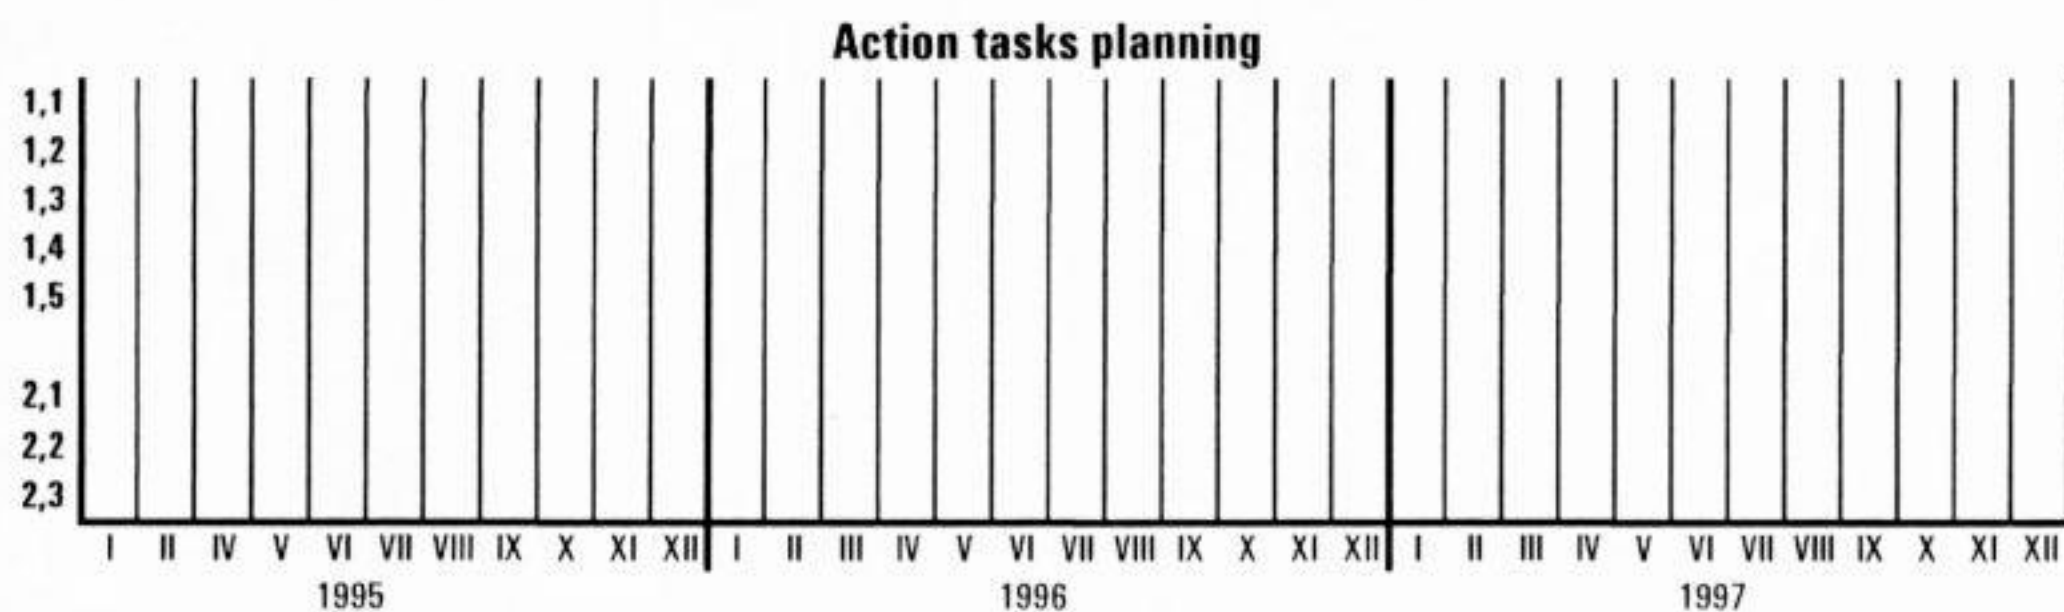 Action tasks planning
1,1
1,2
1,3
1,4
1,5
2,1
2,2
2,3
I II IV V VI VII VIII IX X XI XII I II III IV V VI VII VIII IX X XI XII I II III IV V VI VII VIII IX X XI XII
1995 1996 1997